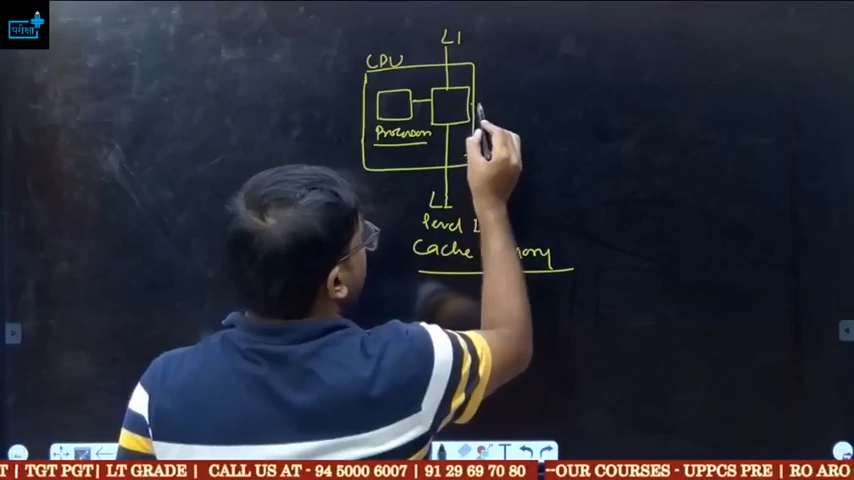 परीक्षा
L1
CPU
Processor
L1
level
Cache
T | TGT PGT| LT GRADE | CALL US AT - 94 5000 6007 | 91 29 69 70 80 --OUR COURSES - UPPCS PRE | RO ARO